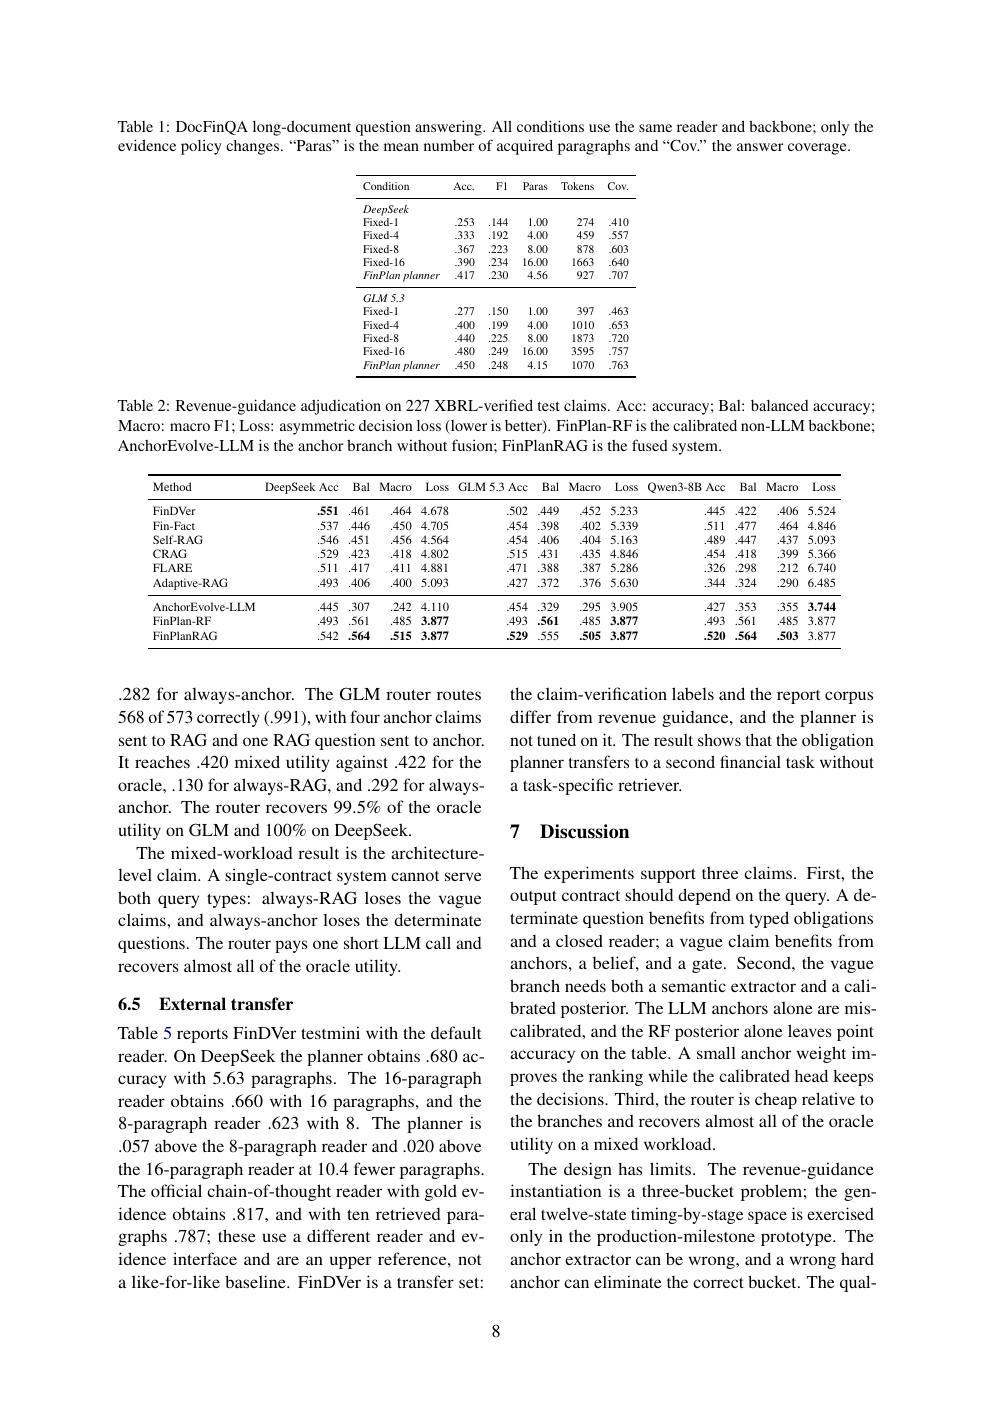 Table 1: DocFinQA long-document question answering. All conditions use the same reader and backbone; only the
evidence policy changes. “Paras” is the mean number of acquired paragraphs and “Cov.” the answer coverage.
Condition Acc. F1 Paras Tokens Cov.
DeepSeek
Fixed-1 .253 .144 1.00 274 .410
Fixed-4 .333 .192 4.00 459 .557
Fixed-8 .367 .223 8.00 878 .603
Fixed-16 .390 .234 16.00 1663 .640
FinPlan planner .417 .230 4.56 927 .707
GLM 5.3
Fixed-1 .277 .150 1.00 397 .463
Fixed-4 .400 .199 4.00 1010 .653
Fixed-8 .440 .225 8.00 1873 .720
Fixed-16 .480 .249 16.00 3595 .757
FinPlan planner .450 .248 4.15 1070 .763
Table 2: Revenue-guidance adjudication on 227 XBRL-verified test claims. Acc: accuracy; Bal: balanced accuracy;
Macro: macro F1; Loss: asymmetric decision loss (lower is better). FinPlan-RF is the calibrated non-LLM backbone;
AnchorEvolve-LLM is the anchor branch without fusion; FinPlanRAG is the fused system.
Method DeepSeek Acc Bal Macro Loss GLM 5.3 Acc Bal Macro Loss Qwen3-8B Acc Bal Macro Loss
FinDVer .551 .461 .464 4.678 .502 .449 .452 5.233 .445 .422 .406 5.524
Fin-Fact .537 .446 .450 4.705 .454 .398 .402 5.339 .511 .477 .464 4.846
Self-RAG .546 .451 .456 4.564 .454 .406 .404 5.163 .489 .447 .437 5.093
CRAG .529 .423 .418 4.802 .515 .431 .435 4.846 .454 .418 .399 5.366
FLARE .511 .417 .411 4.881 .471 .388 .387 5.286 .326 .298 .212 6.740
Adaptive-RAG .493 .406 .400 5.093 .427 .372 .376 5.630 .344 .324 .290 6.485
AnchorEvolve-LLM .445 .307 .242 4.110 .454 .329 .295 3.905 .427 .353 .355 3.744
FinPlan-RF .493 .561 .485 3.877 .493 .561 .485 3.877 .493 .561 .485 3.877
FinPlanRAG .542 .564 .515 3.877 .529 .555 .505 3.877 .520 .564 .503 3.877
.282 for always-anchor. The GLM router routes
568 of 573 correctly (.991), with four anchor claims
sent to RAG and one RAG question sent to anchor.
It reaches .420 mixed utility against .422 for the
oracle, .130 for always-RAG, and .292 for always-
anchor. The router recovers 99.5% of the oracle
utility on GLM and 100% on DeepSeek.
The mixed-workload result is the architecture-
level claim. A single-contract system cannot serve
both query types: always-RAG loses the vague
claims, and always-anchor loses the determinate
questions. The router pays one short LLM call and
recovers almost all of the oracle utility.
6.5 External transfer
Table 5 reports FinDVer testmini with the default
reader. On DeepSeek the planner obtains .680 ac-
curacy with 5.63 paragraphs. The 16-paragraph
reader obtains .660 with 16 paragraphs, and the
8-paragraph reader .623 with 8. The planner is
.057 above the 8-paragraph reader and .020 above
the 16-paragraph reader at 10.4 fewer paragraphs.
The official chain-of-thought reader with gold ev-
idence obtains .817, and with ten retrieved para-
graphs .787; these use a different reader and ev-
idence interface and are an upper reference, not
a like-for-like baseline. FinDVer is a transfer set:
the claim-verification labels and the report corpus
differ from revenue guidance, and the planner is
not tuned on it. The result shows that the obligation
planner transfers to a second financial task without
a task-specific retriever.
7 Discussion
The experiments support three claims. First, the
output contract should depend on the query. A de-
terminate question benefits from typed obligations
and a closed reader; a vague claim benefits from
anchors, a belief, and a gate. Second, the vague
branch needs both a semantic extractor and a cali-
brated posterior. The LLM anchors alone are mis-
calibrated, and the RF posterior alone leaves point
accuracy on the table. A small anchor weight im-
proves the ranking while the calibrated head keeps
the decisions. Third, the router is cheap relative to
the branches and recovers almost all of the oracle
utility on a mixed workload.
The design has limits. The revenue-guidance
instantiation is a three-bucket problem; the gen-
eral twelve-state timing-by-stage space is exercised
only in the production-milestone prototype. The
anchor extractor can be wrong, and a wrong hard
anchor can eliminate the correct bucket. The qual-
8